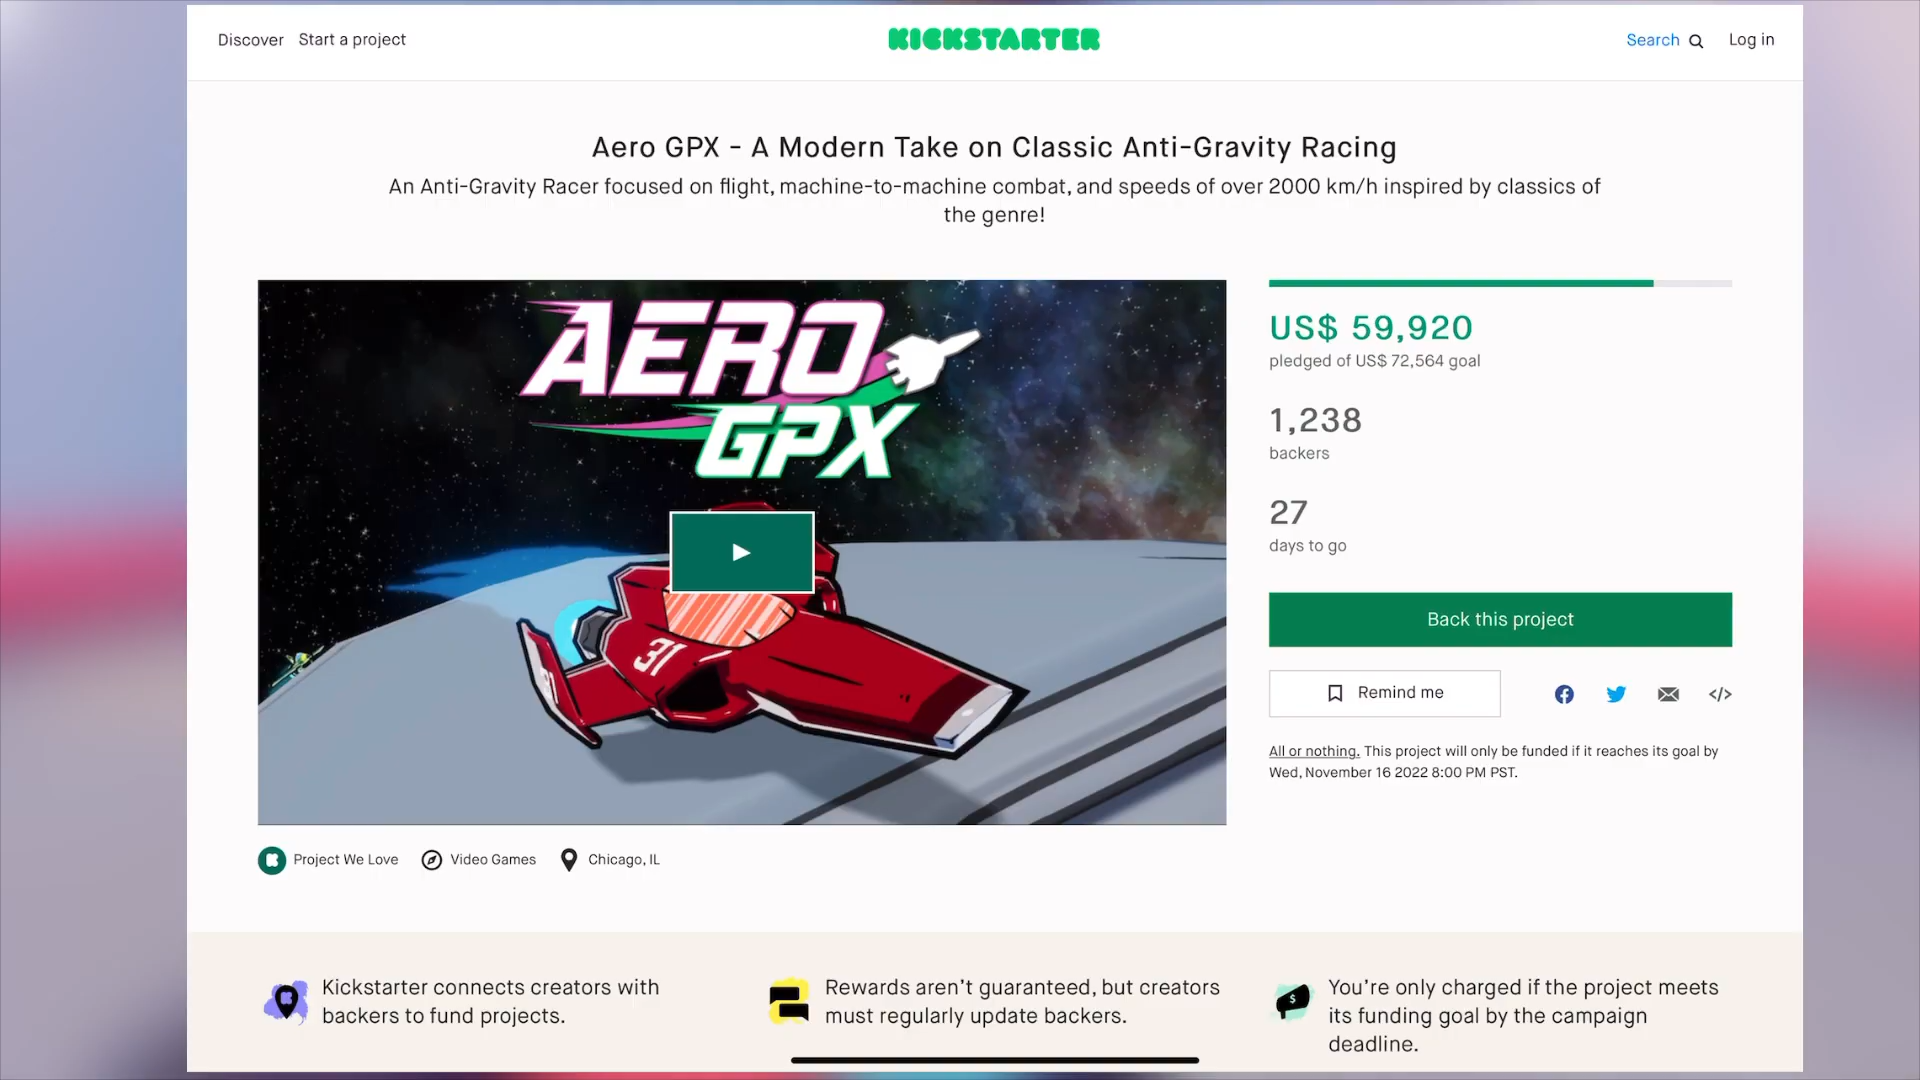 Discover Start a project KICKSTARTER Search Log in
Aero GPX - A Modern Take on Classic Anti-Gravity Racing
An Anti-Gravity Racer focused on flight, machine-to-machine combat, and speeds of over 2000 km/h inspired by classics of
the genre!
AERO
GPX
31
US$ 59,920
pledged of US$ 72,564 goal
1,238
backers
27
days to go
Back this project
Remind me
All or nothing. This project will only be funded if it reaches its goal by
Wed, November 16 2022 8:00 PM PST.
Project We Love Video Games Chicago, IL
Kickstarter connects creators with
backers to fund projects.
Rewards aren't guaranteed, but creators
must regularly update backers.
You're only charged if the project meets
its funding goal by the campaign
deadline.